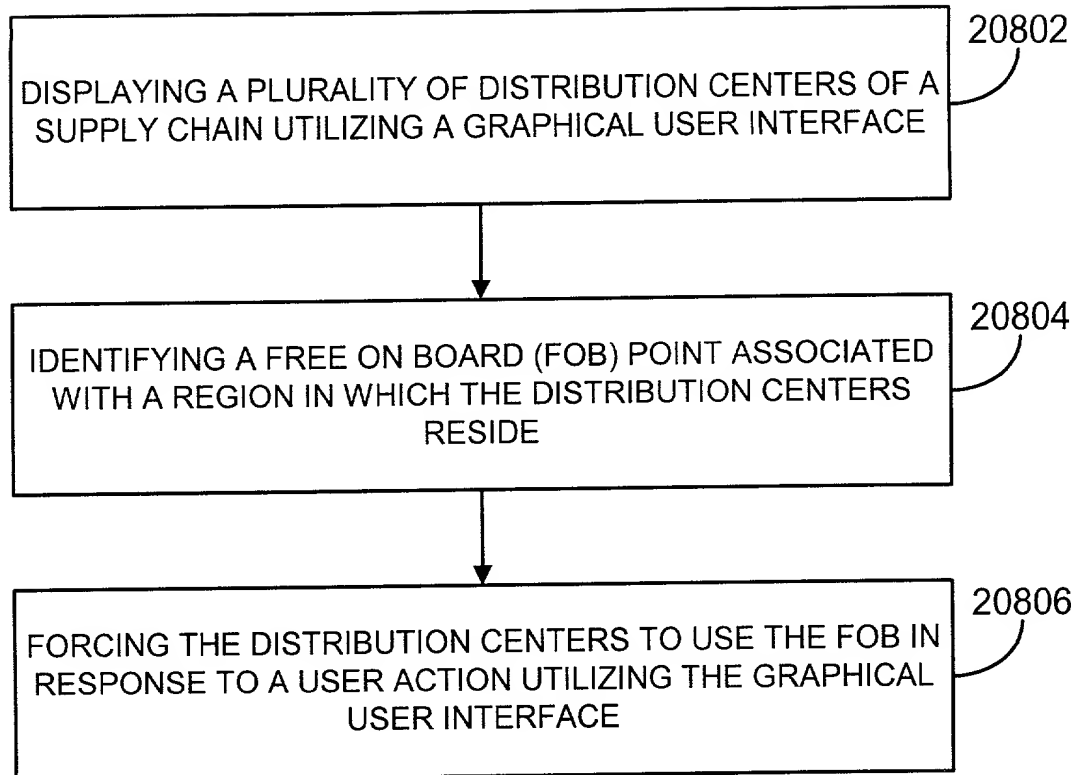 20802
DISPLAYING A PLURALITY OF DISTRIBUTION CENTERS OF A
SUPPLY CHAIN UTILIZING A GRAPHICAL USER INTERFACE
20804
IDENTIFYING A FREE ON BOARD (FOB) POINT ASSOCIATED
WITH A REGION IN WHICH THE DISTRIBUTION CENTERS
RESIDE
20806
FORCING THE DISTRIBUTION CENTERS TO USE THE FOB IN
RESPONSE TO A USER ACTION UTILIZING THE GRAPHICAL
USER INTERFACE